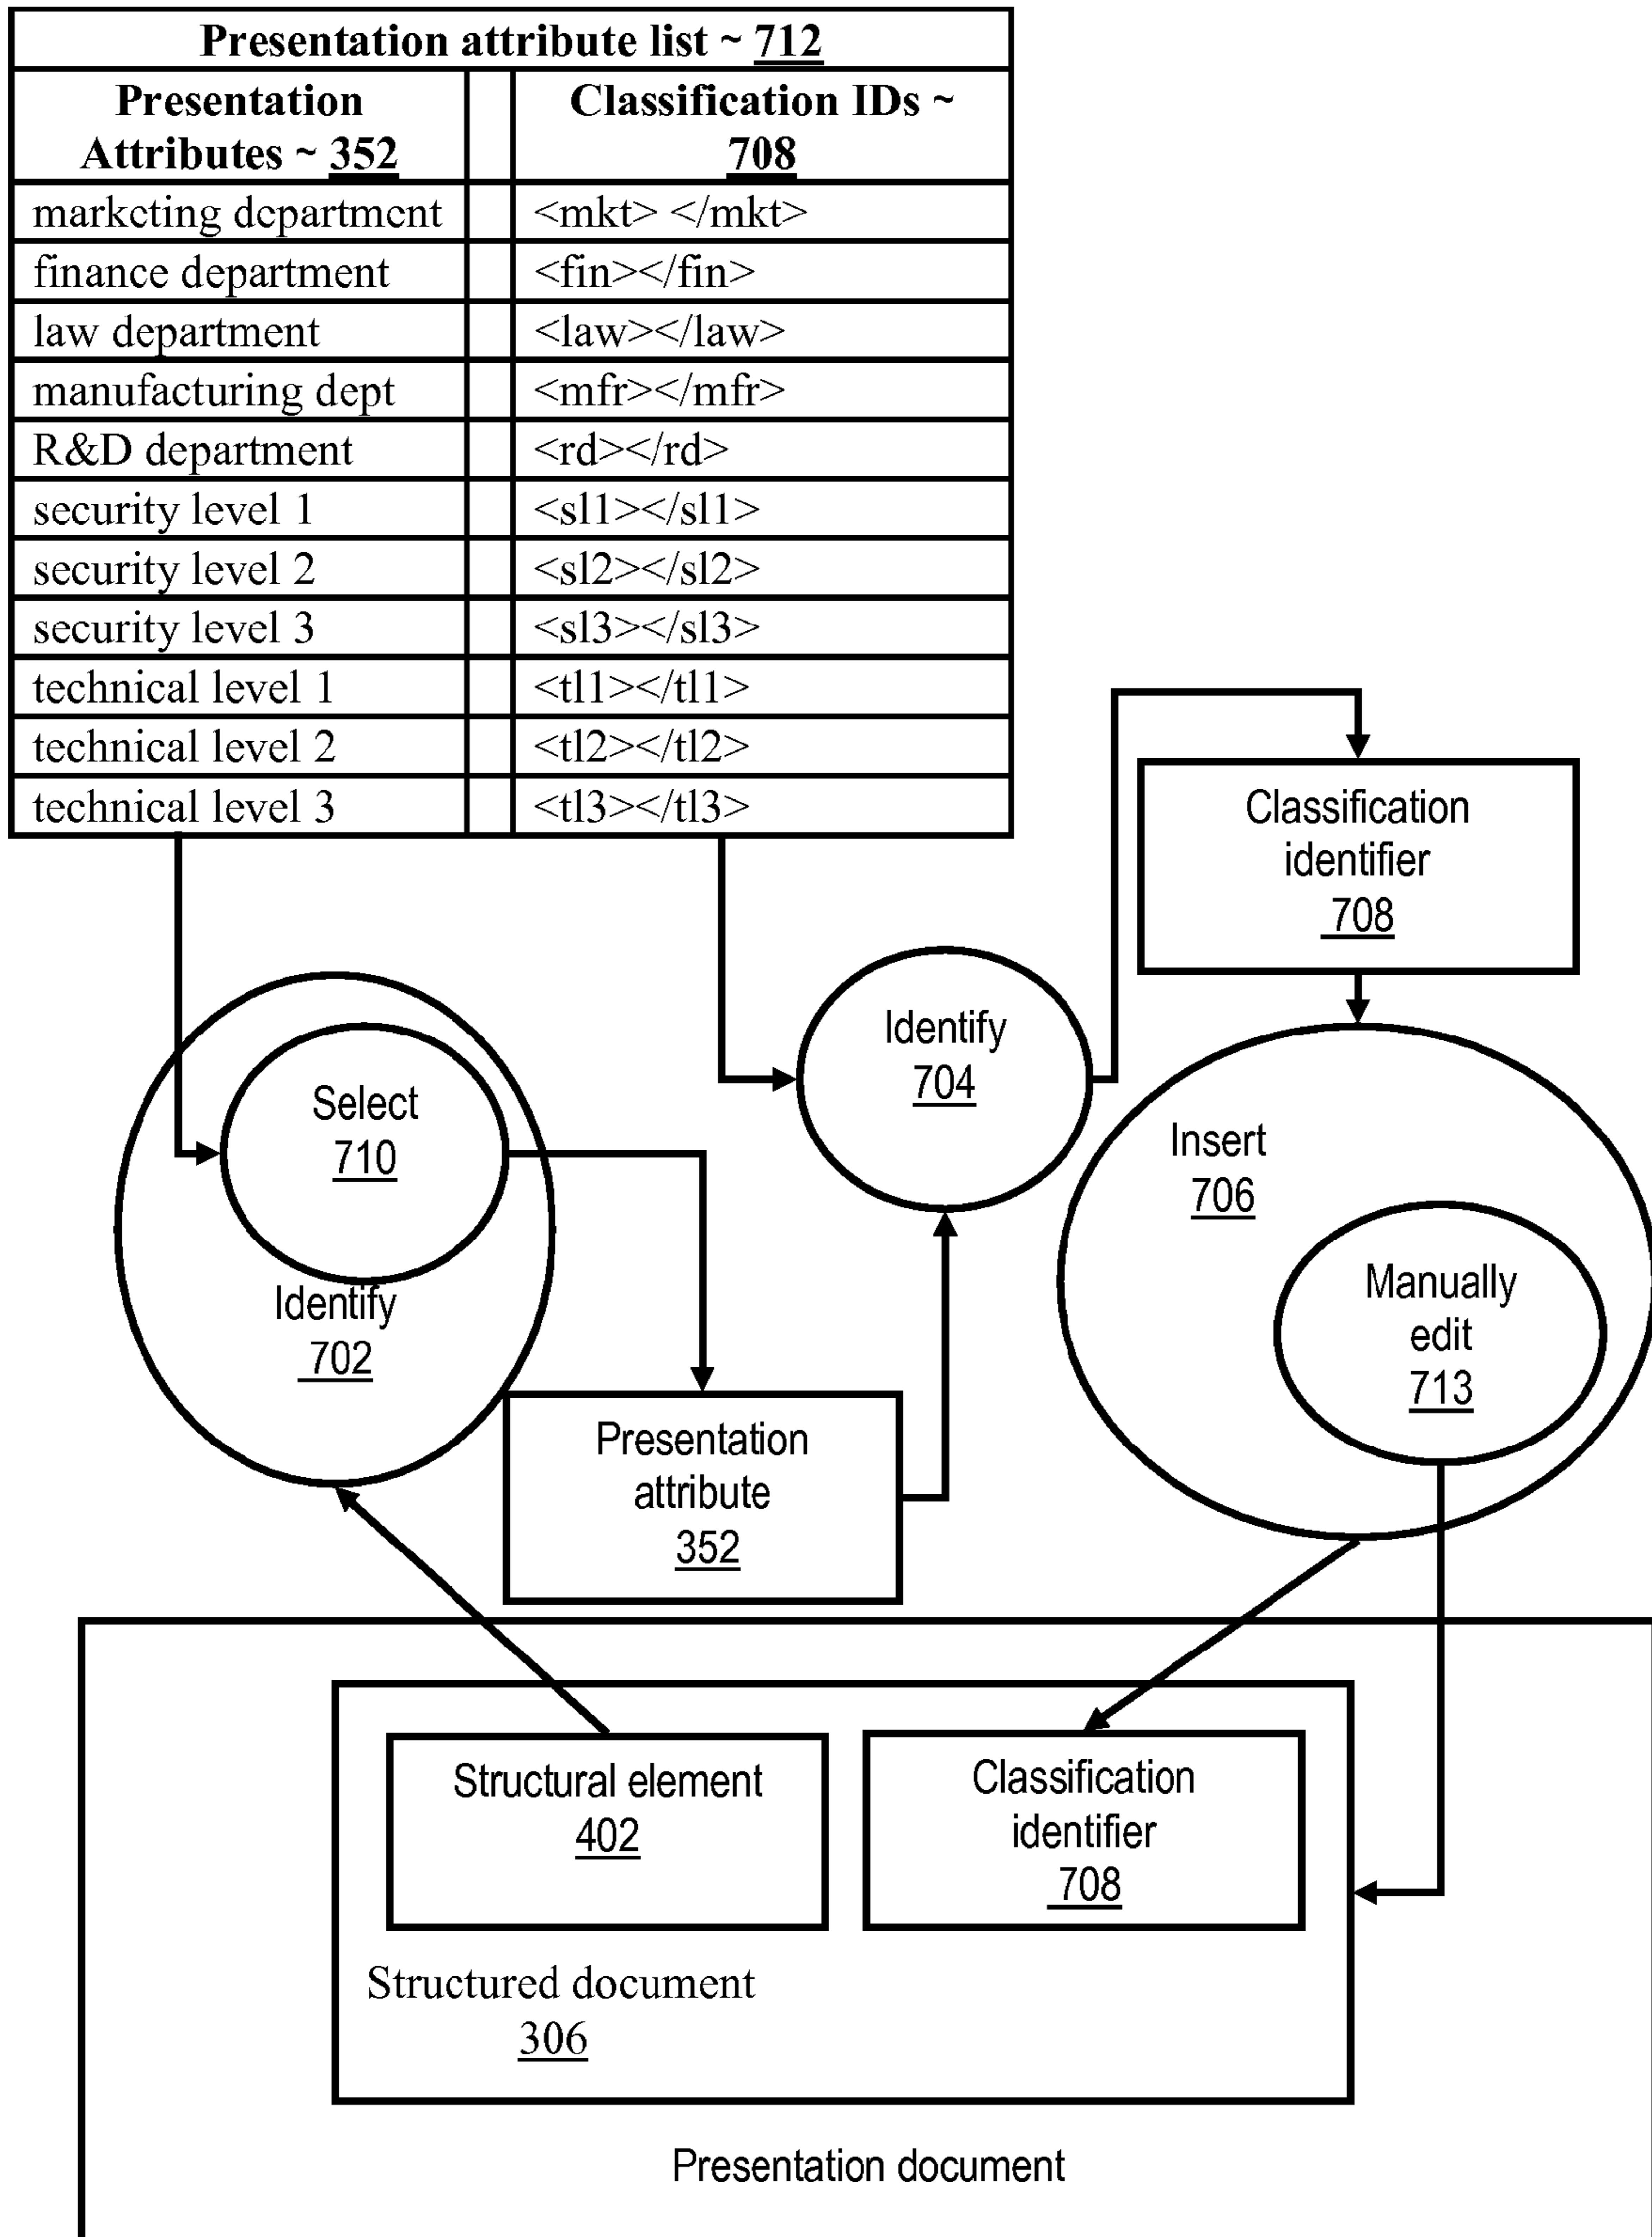 Presentation attribute list ~ 712
Presentation
Attributes ~ 352
Classification IDs ~
708
marketing department
<mkt> </mkt>
finance department
<fin></fin>
law department
<law></law>
manufacturing dept
<mfr></mfr>
R&D department
<rd></rd>
security level 1
<sl1></sl1>
security level 2
<sl2></sl2>
security level 3
<sl3></sl3>
technical level 1
<tl1></tl1>
technical level 2
<tl2></tl2>
technical level 3
<tl3></tl3>
Classification
identifier
708
Identify
704
Select
710
Identify
702
Insert
706
Manually
edit
713
Presentation
attribute
352
Structural element
402
Classification
identifier
708
Structured document
306
Presentation document